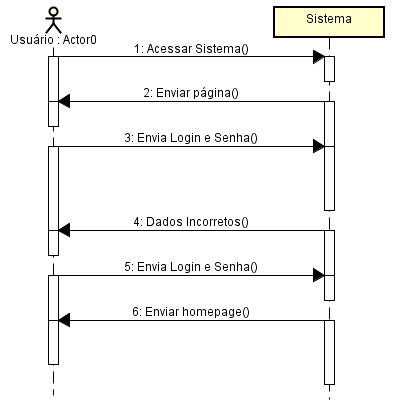 Sistema
Usuário : Actor0
1: Acessar Sistema()
2: Enviar página()
3: Envia Login e Senha()
4: Dados Incorretos()
5: Envia Login e Senha()
6: Enviar homepage()